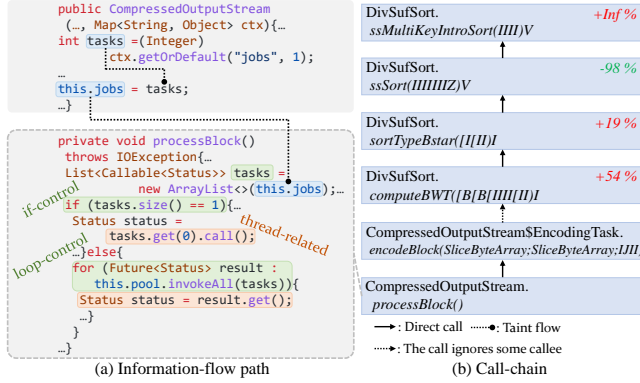 public CompressedOutputStream
(…, Map<String, Object> ctx){…
int tasks =(Integer)
ctx.getOrDefault("jobs", 1);
…
this.jobs = tasks;
…}
private void processBlock()
throws IOException{…
List<Callable<Status>> tasks =
new ArrayList<>(this.jobs);…
if-control
if (tasks.size() == 1){…
Status status =
thread-related
tasks.get(0).call();
loop-control
…}else{
for (Future<Status> result :
this.pool.invokeAll(tasks)){
Status status = result.get();
…}
}
…}
(a) Information-flow path
DivSufSort. +Inf %
ssMultiKeyIntroSort(IIII)V
DivSufSort. -98 %
ssSort(IIIIIIIZ)V
DivSufSort. +19 %
sortTypeBstar([I[II)I
DivSufSort. +54 %
computeBWT([B[B[IIII[II)I
CompressedOutputStream$EncodingTask.
encodeBlock(SliceByteArray;SliceByteArray;IJII)
CompressedOutputStream.
processBlock()
: Direct call
: Taint flow
: The call ignores some callee
(b) Call-chain